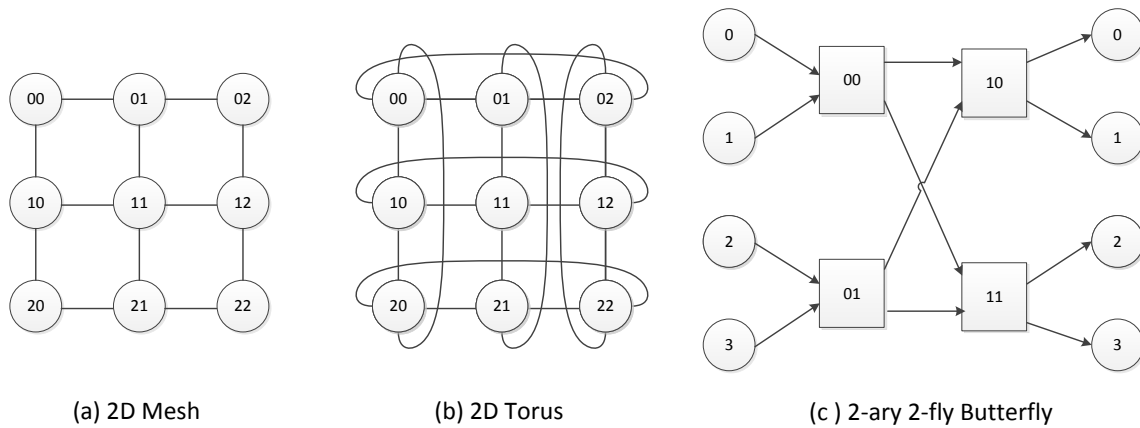 00 01 02
10 11 12
20 21 22
(a) 2D Mesh
00 01 02
10 11 12
20 21 22
(b) 2D Torus
0 0
00 10
1 1
2 2
01 11
3 3
(c ) 2-ary 2-fly Butterfly